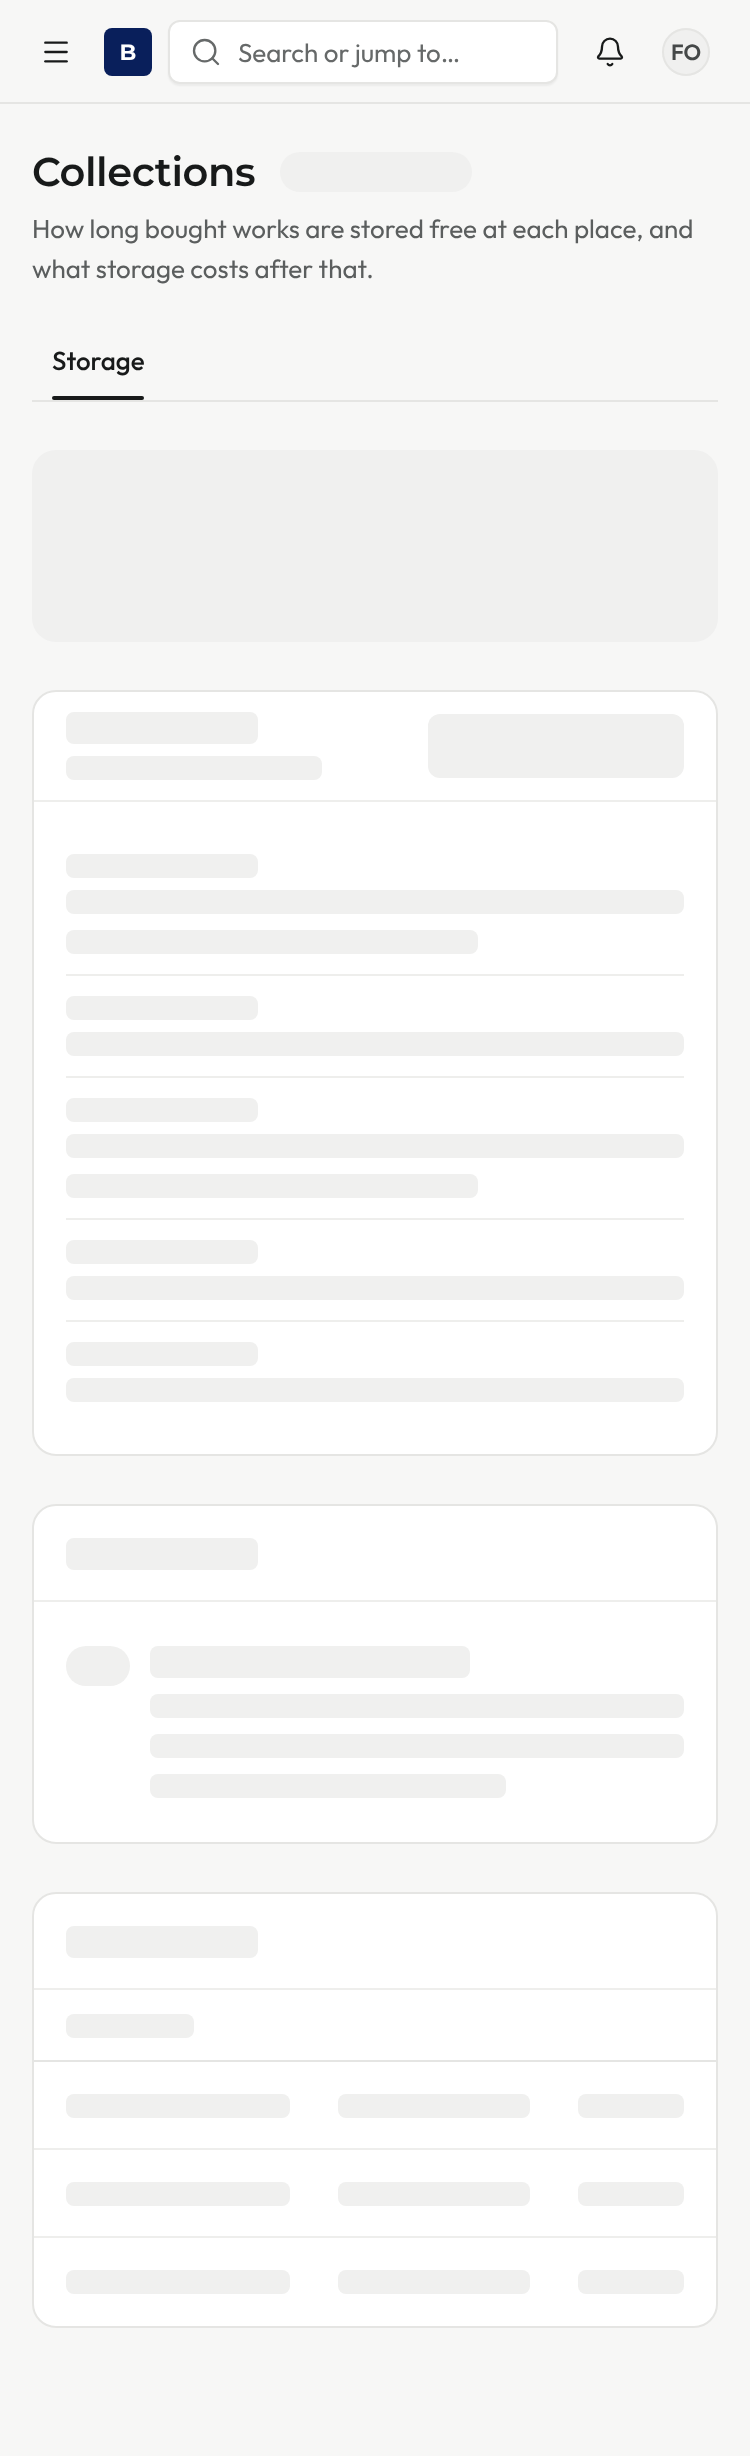 B
Search or jump to...
FO
Collections
How long bought works are stored free at each place, and
what storage costs after that.
Storage